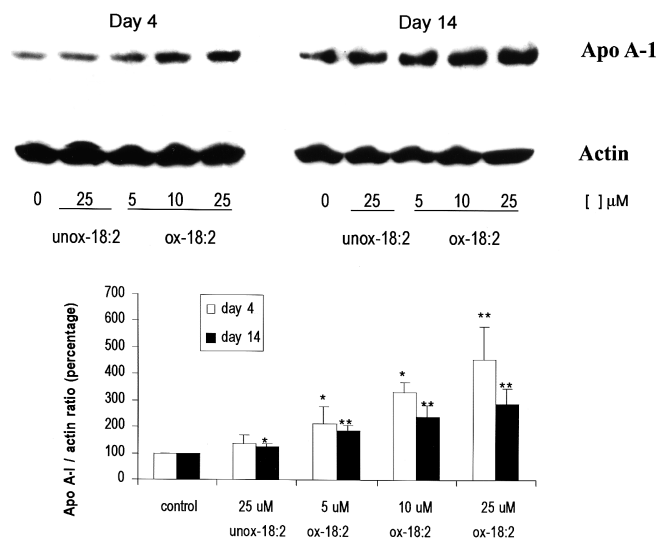 Day 4 Day 14
Apo A-1
Actin
0 25 5 10 25 0 25 5 10 25 [ ] µM
unox-18:2 ox-18:2 unox-18:2 ox-18:2
Apo A-I / actin ratio (percentage)
700
600
500
400
300
200
100
0
day 4
day 14
*
*
**
*
**
**
**
control 25 uM 5 uM 10 uM 25 uM
unox-18:2 ox-18:2 ox-18:2 ox-18:2